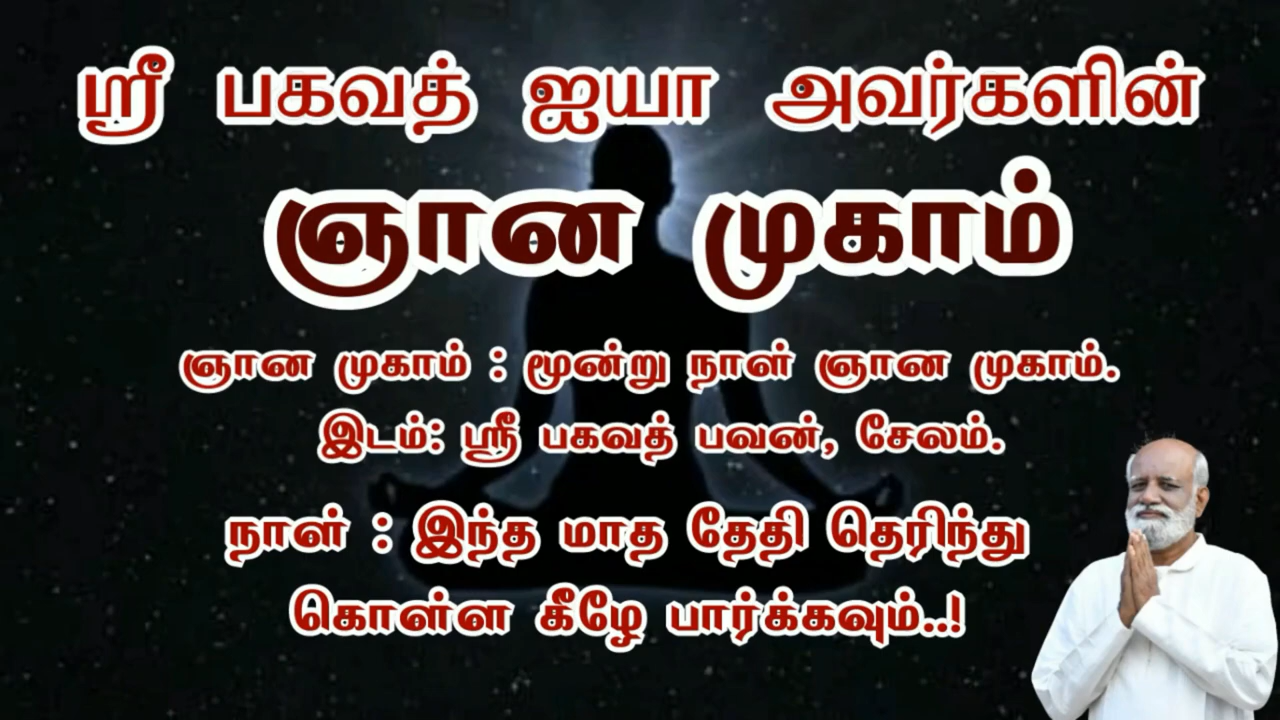 ஸ்ரீ பகவத் ஐயா அவர்களின்
ஞான முகாம்
ஞான முகாம் : மூன்று நாள் ஞான முகாம்.
இடம்: ஸ்ரீ பகவத் பவன், சேலம்.
நாள் : இந்த மாத தேதி தெரிந்து
கொள்ள கீழே பார்க்கவும்..!